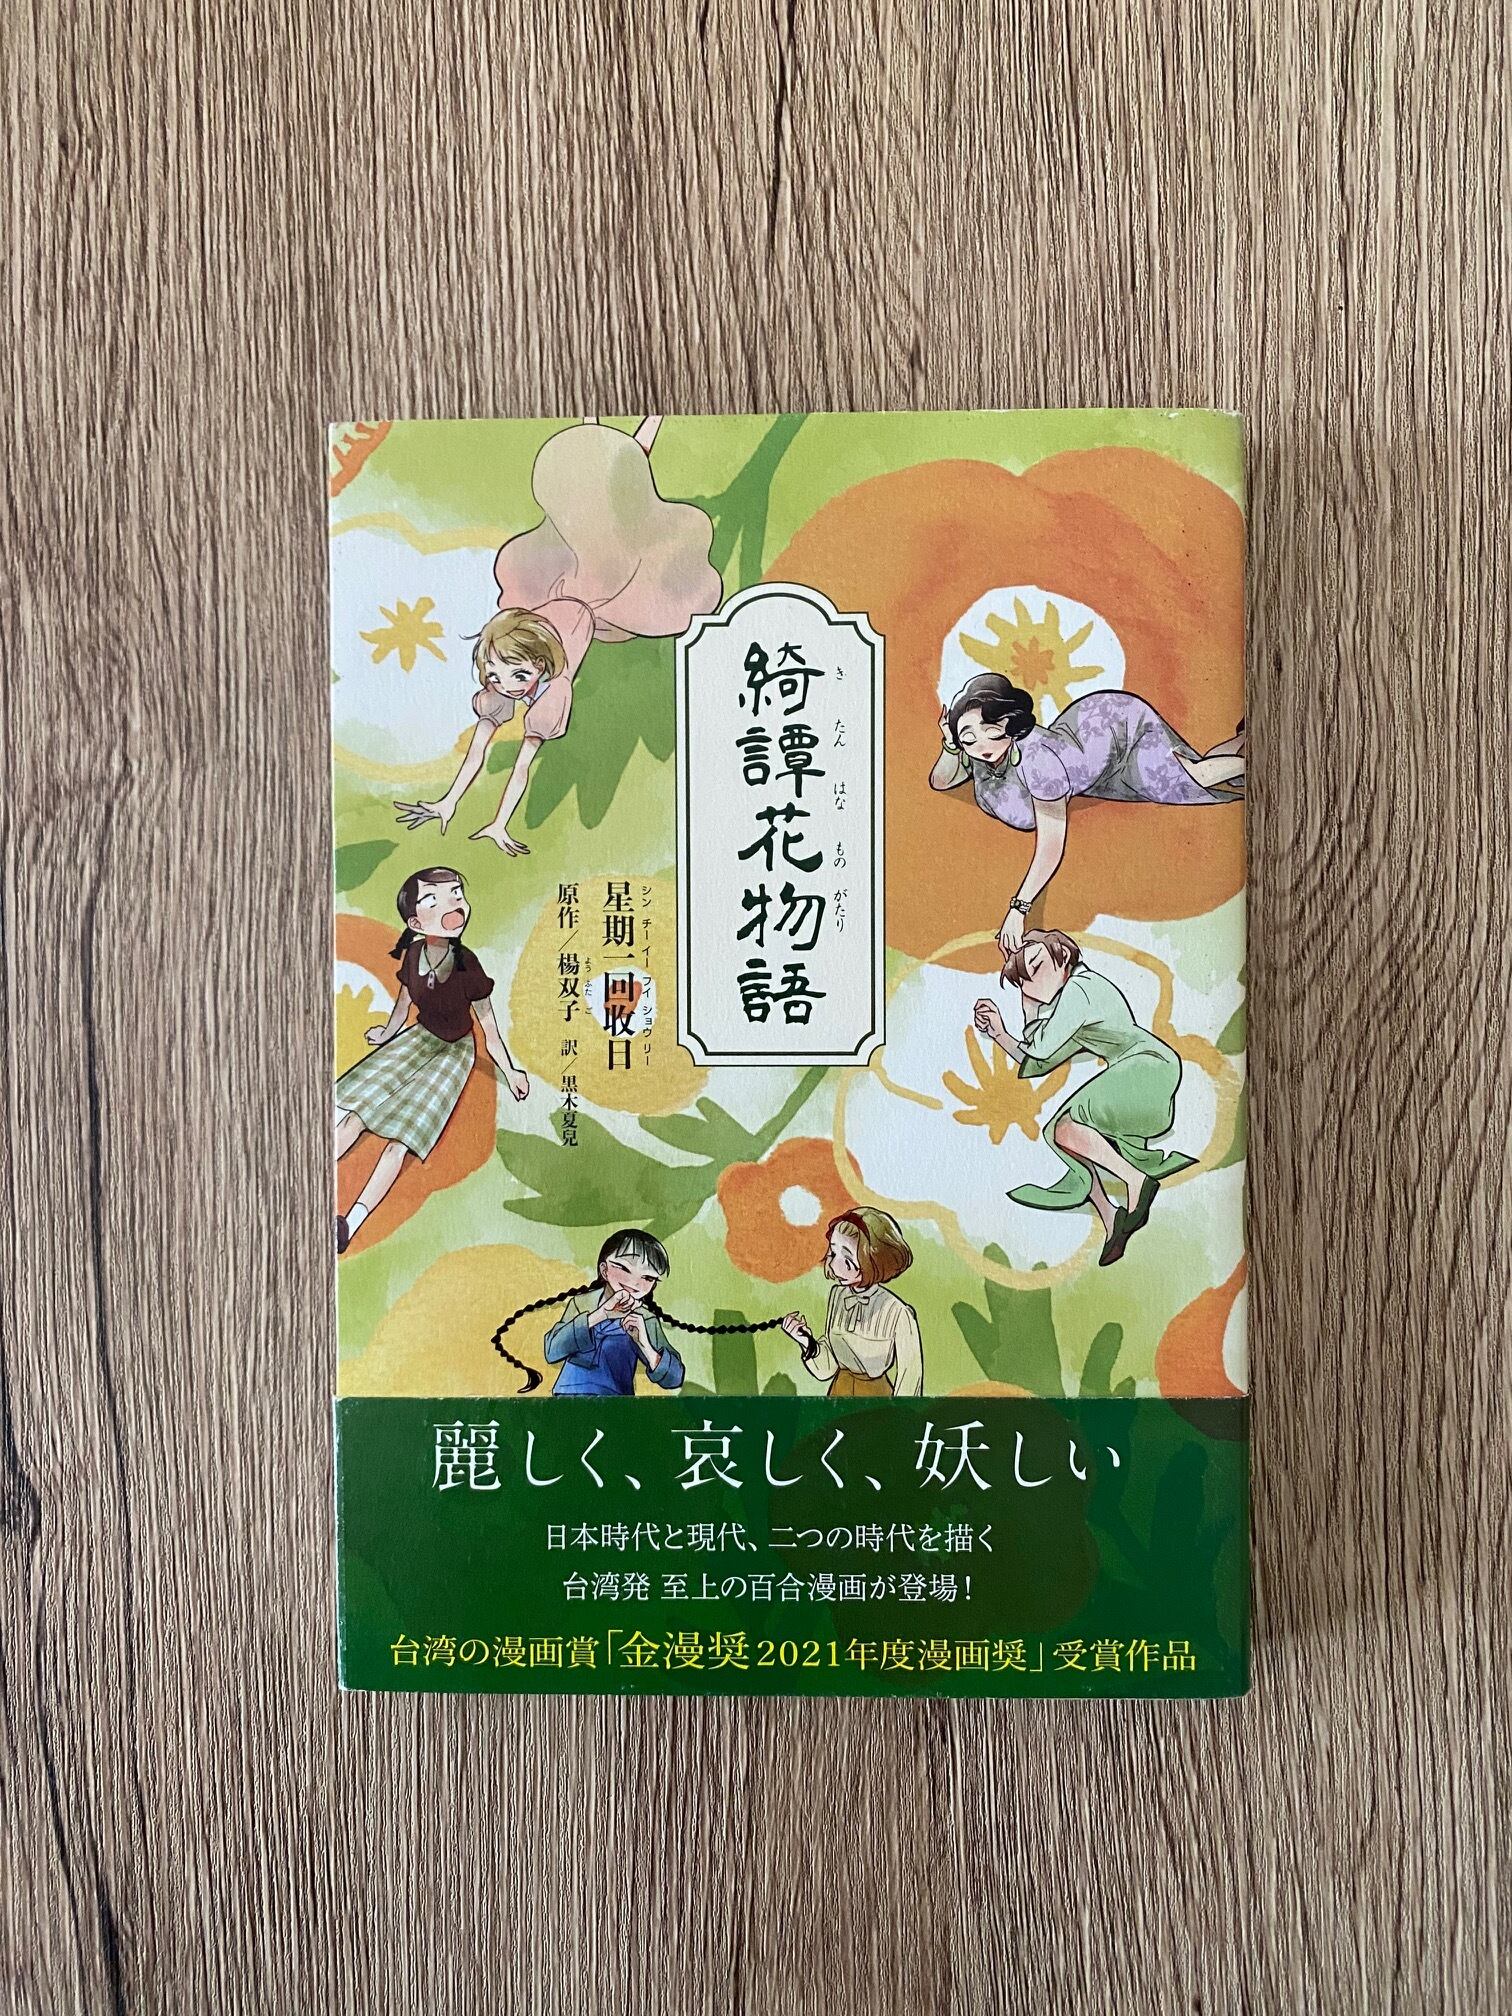 綺譚花物語
きたんはなものがたり
星期一回收日
シンチーイーフイショウリー
原作／楊双子 訳／黒木夏兒
ようふたご
麗しく、哀しく、妖しい
日本時代と現代、二つの時代を描く
台湾発 至上の百合漫画が登場！
台湾の漫画賞「金漫奨2021年度漫画奨」受賞作品